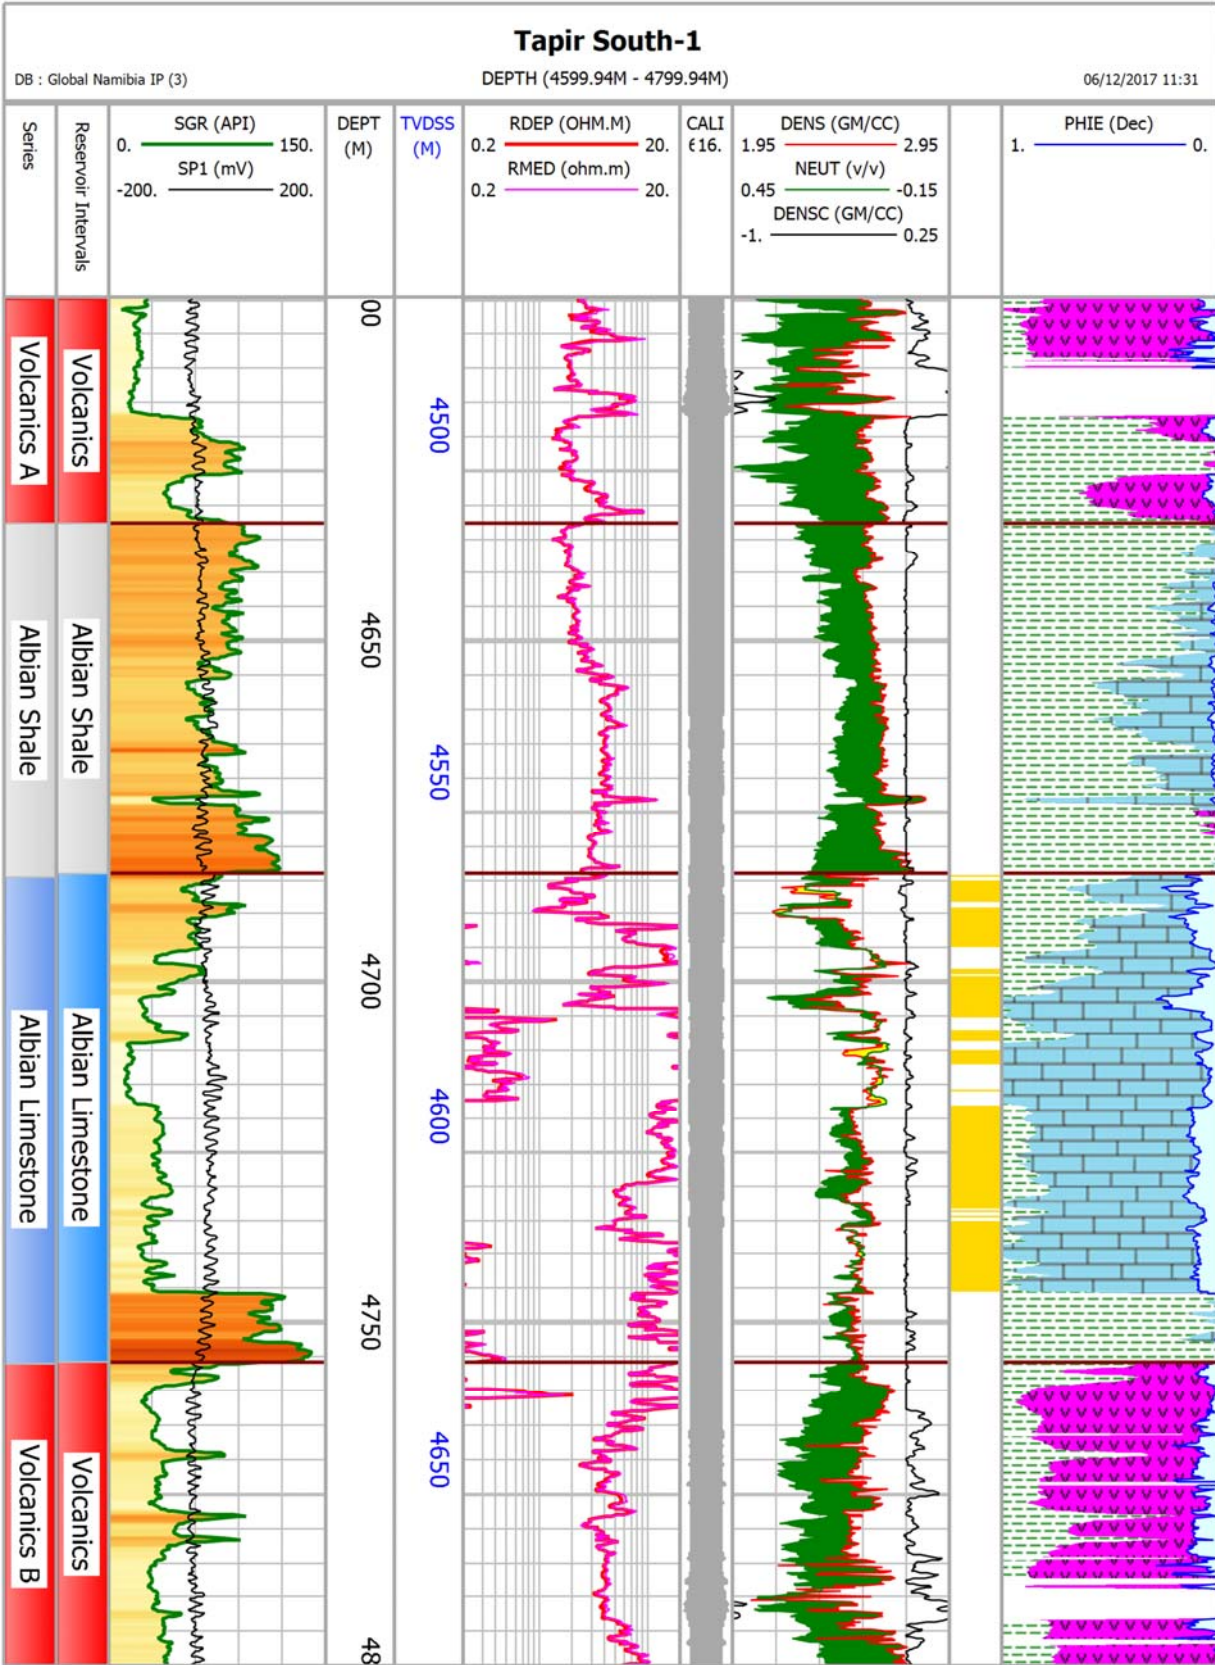 Tapir South-1
DB : Global Namibia IP (3)
DEPTH (4599.94M - 4799.94M)
06/12/2017 11:31
Series
Reservoir Intervals
SGR (API)
0. 150.
SP1 (mV)
-200. 200.
DEPT
(M)
TVDSS
(M)
RDEP (OHM.M)
0.2 20.
RMED (ohm.m)
0.2 20.
CALI
16.
DENS (GM/CC)
1.95 2.95
NEUT (v/v)
0.45 -0.15
DENSC (GM/CC)
-1. 0.25
PHIE (Dec)
1. 0.
Volcanics A
Volcanics
00
4500
Albian Shale
Albian Shale
4650
4550
Albian Limestone
Albian Limestone
4700
4600
4750
Volcanics B
Volcanics
4650
48